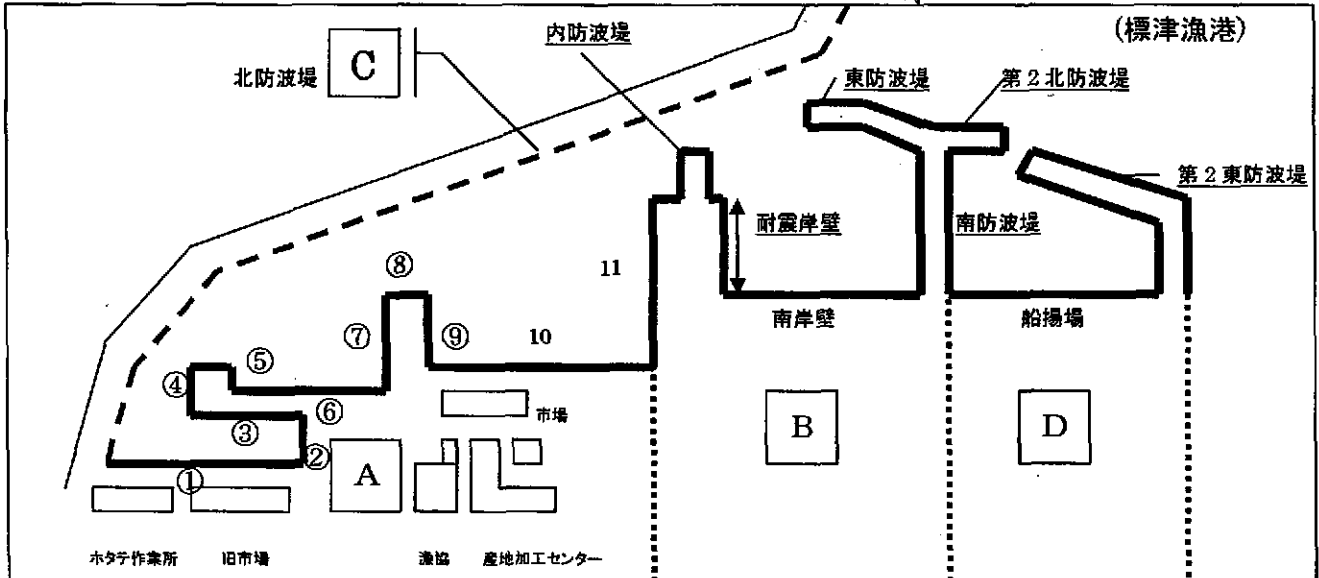 (標津漁港)
内防波堤
北防波堤
C
東防波堤
第2北防波堤
第2東防波堤
耐震岸壁
南防波堤
11
⑧
南岸壁
船揚場
⑦
⑨
10
⑤
④
⑥
市場
③
B
D
②
A
①
ホタテ作業所
旧市場
漁協
産地加工センター